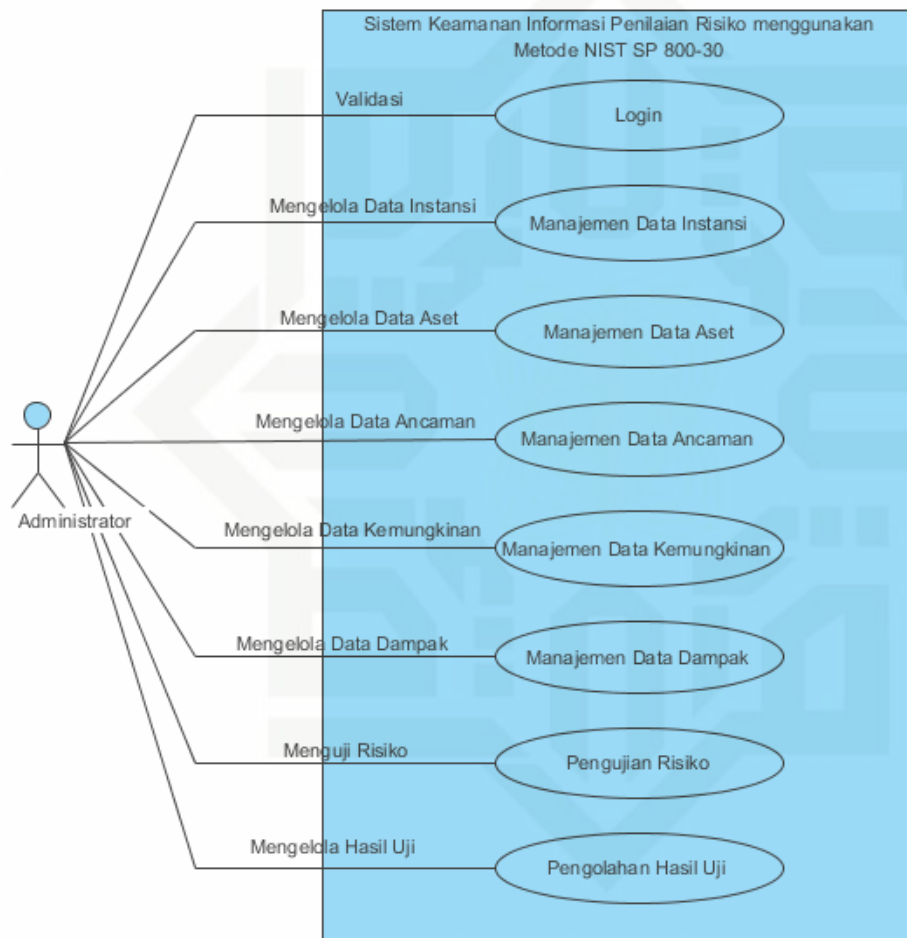 Sistem Keamanan Informasi Penilaian Risiko menggunakan
Metode NIST SP 800-30
Validasi
Login
Mengelola Data Instansi
Manajemen Data Instansi
Mengelola Data Aset
Manajemen Data Aset
Mengelola Data Ancaman
Manajemen Data Ancaman
Administrator
Mengelola Data Kemungkinan
Manajemen Data Kemungkinan
Mengelola Data Dampak
Manajemen Data Dampak
Menguji Risiko
Pengujian Risiko
Mengelola Hasil Uji
Pengolahan Hasil Uji